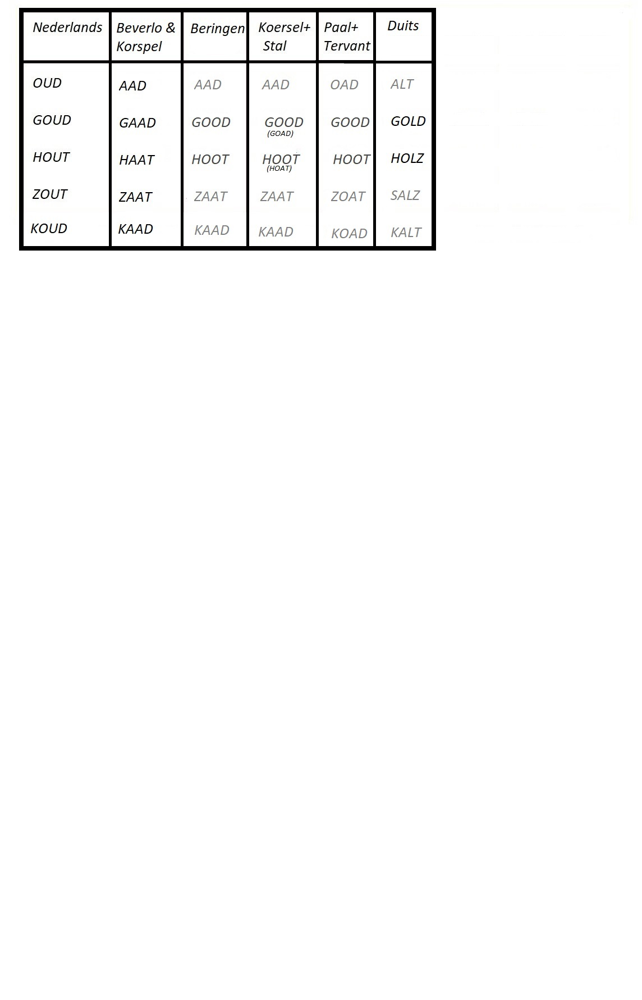 Nederlands Beverlo & Korspel Beringen Koersel+ Stal Paal+ Tervant Duits
OUD AAD AAD AAD OAD ALT
GOUD GAAD GOOD GOOD (GOAD) GOOD GOLD
HOUT HAAT HOOT HOOT (HOAT) HOOT HOLZ
ZOUT ZAAT ZAAT ZAAT ZOAT SALZ
KOUD KAAD KAAD KAAD KOAD KALT